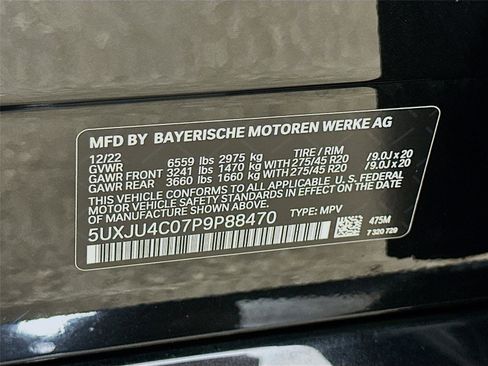 MFD BY BAYERISCHE MOTOREN WERKE AG
12/22 6559 lbs 2975 kg TIRE / RIM
GVWR
GAWR FRONT 3241 lbs 1470 kg WITH 275/45 R20 /9.0J x 20
GAWR REAR 3660 lbs 1660 kg WITH 275/45 R20 /9.0J x 20
THIS VEHICLE CONFORMS TO ALL APPLICABLE FEDERAL
MOTOR VEHICLE SAFETY STANDARDS IN EFFECT
ON THE DATE OF MANUFACTURE SHOWN ABOVE.
5UXJU4C07P9P88470 TYPE: MPV
475M
7 320 729